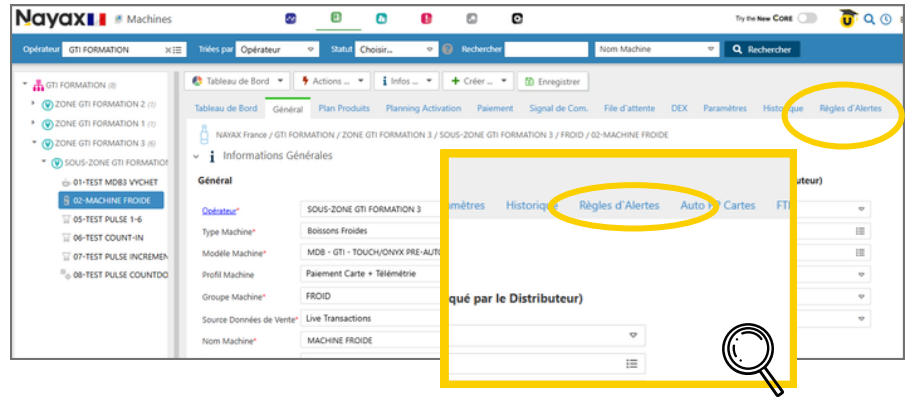 Nayax Machines Try the New CORE
Opérateur GTI FORMATION Triées par Opérateur Statut Choisir... Rechercher Nom Machine Rechercher
GTI FORMATION (0)
ZONE GTI FORMATION 2 (1)
ZONE GTI FORMATION 1 (1)
ZONE GTI FORMATION 3 (6)
SOUS-ZONE GTI FORMATION
01-TEST MDB3 VYCHET
02-MACHINE FROIDE
05-TEST PULSE 1-6
06-TEST COUNT-IN
07-TEST PULSE INCREMEN
08-TEST PULSE COUNTDO
Tableau de Bord Actions ... Infos ... Créer ... Enregistrer
Tableau de Bord Général Plan Produits Planning Activation Paiement Signal de Com. File d'attente DEX Paramètres Historique Règles d'Alertes
NAYAX France / GTI FORMATION / ZONE GTI FORMATION 3 / SOUS-ZONE GTI FORMATION 3 / FROID / 02-MACHINE FROIDE
Informations Générales
Général
Opérateur* SOUS-ZONE GTI FORMATION 3
Type Machine* Boissons Froides
Modèle Machine* MDB - GTI - TOUCH/ONYX PRE-AUT
Profil Machine Paiement Carte + Télémétrie
Groupe Machine* FROID
Source Données de Vente* Live Transactions
Nom Machine* MACHINE FROIDE
uteur)
mètres Historique Règles d'Alertes Auto Cartes
qué par le Distributeur)